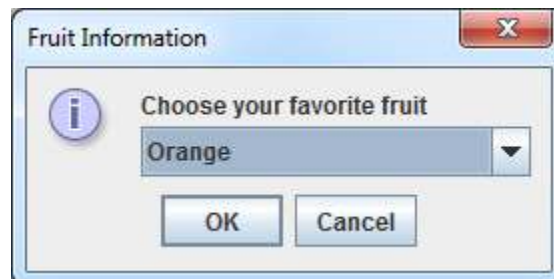 Fruit Information
Choose your favorite fruit
Orange
OK
Cancel